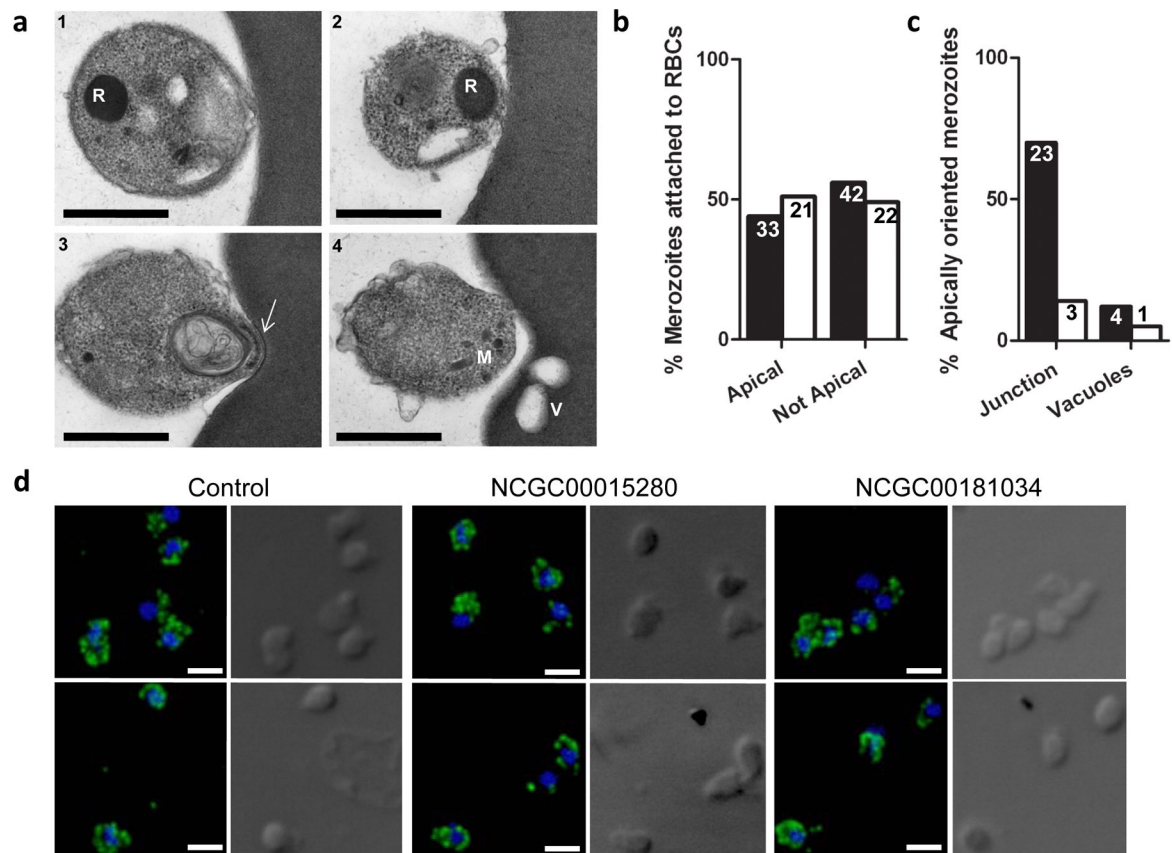 a
1
R
2
R
3
4
M
V
b
% Merozoites attached to RBCs
100
50
0
33
21
42
22
Apical
Not Apical
c
% Apically oriented merozoites
100
50
0
23
3
4
1
Junction
Vacuoles
d
Control
NCGC00015280
NCGC00181034